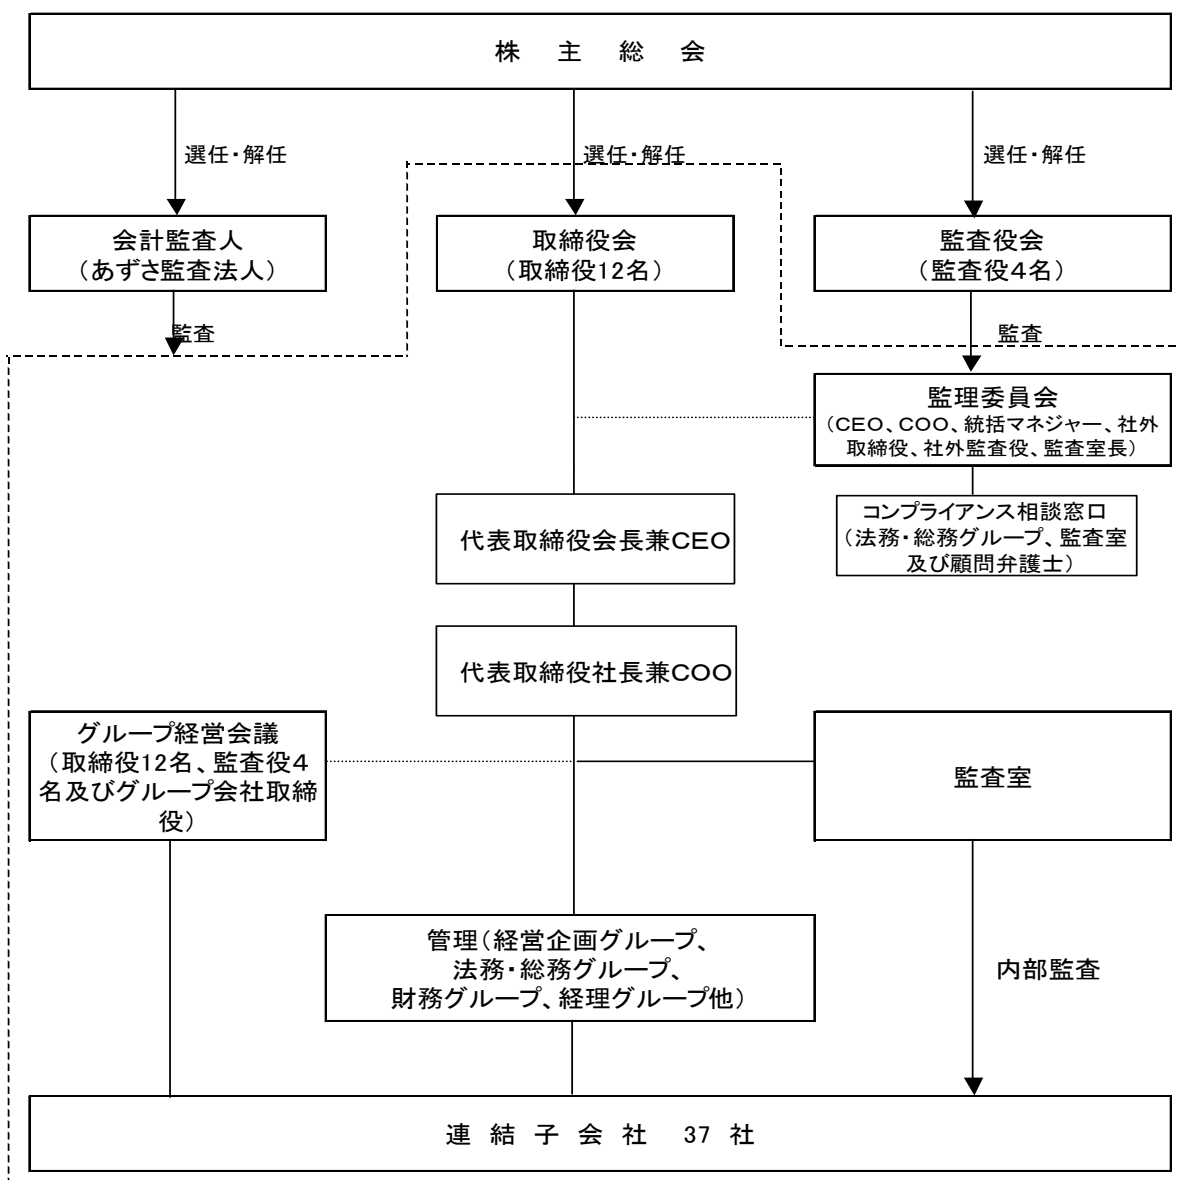 株 主 総 会
選任・解任
選任・解任
選任・解任
会計監査人
（あずさ監査法人）
取締役会
（取締役12名）
監査役会
（監査役４名）
監査
監査
監理委員会
（ＣＥＯ、ＣＯＯ、統括マネジャー、社外
取締役、社外監査役、監査室長）
代表取締役会長兼ＣＥＯ
コンプライアンス相談窓口
（法務・総務グループ、監査室
及び顧問弁護士）
代表取締役社長兼ＣＯＯ
グループ経営会議
（取締役12名、監査役４
名及びグループ会社取締
役）
監査室
管理（経営企画グループ、
法務・総務グループ、
財務グループ、経理グループ他）
内部監査
連 結 子 会 社 37 社